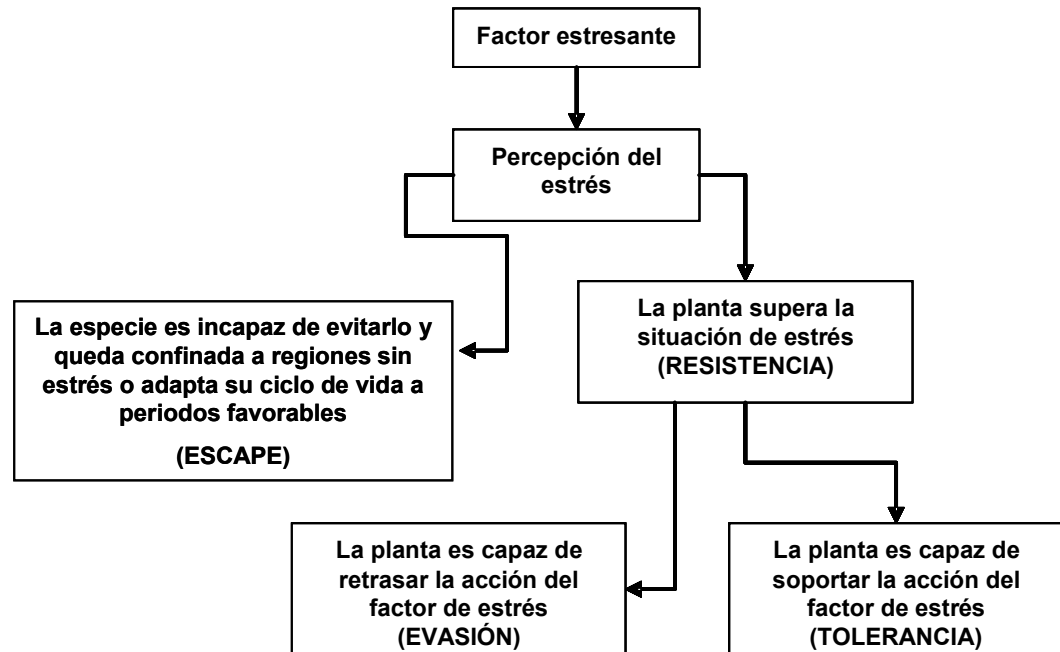 Factor estresante
Percepción del
estrés
La especie es incapaz de evitarlo y
queda confinada a regiones sin
estrés o adapta su ciclo de vida a
periodos favorables
(ESCAPE)
La planta supera la
situación de estrés
(RESISTENCIA)
La planta es capaz de
retrasar la acción del
factor de estrés
(EVASIÓN)
La planta es capaz de
soportar la acción del
factor de estrés
(TOLERANCIA)